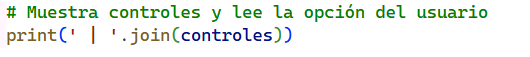 # Muestra controles y lee la opción del usuario
print(' | '.join(controles))